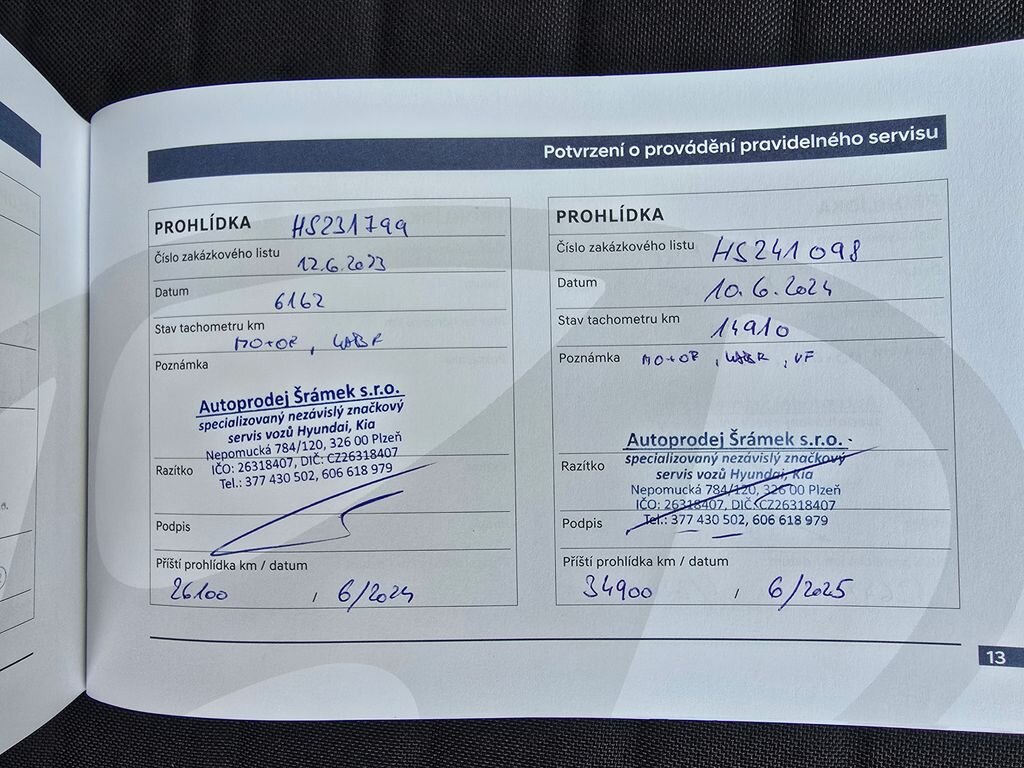 Potvrzení o provádění pravidelného servisu
PROHLÍDKA HS231799
Číslo zakázkového listu 12.6.2023
Datum 6162
Stav tachometru km MOTOR,
Poznámka
Autoprodej Šrámek s.r.o.
specializovaný nezávislý značkový
servis vozů Hyundai, Kia
Nepomucká 784/120, 326 00 Plzeň
IČO: 26318407, DIČ: CZ26318407
Tel.: 377 430 502, 606 618 979
Razítko
Podpis
Příští prohlídka km / datum
26100 , 6/2024
PROHLÍDKA
Číslo zakázkového listu HS241098
Datum 10.6.2024
Stav tachometru km 14910
Poznámka MOTOR, , VF
Autoprodej Šrámek s.r.o.
specializovaný nezávislý značkový
servis vozů Hyundai, Kia
Nepomucká 784/120, 326 00 Plzeň
IČO: 26318407, DIČ: CZ26318407
Tel.: 377 430 502, 606 618 979
Razítko
Podpis
Příští prohlídka km / datum
34900 , 6/2025
13